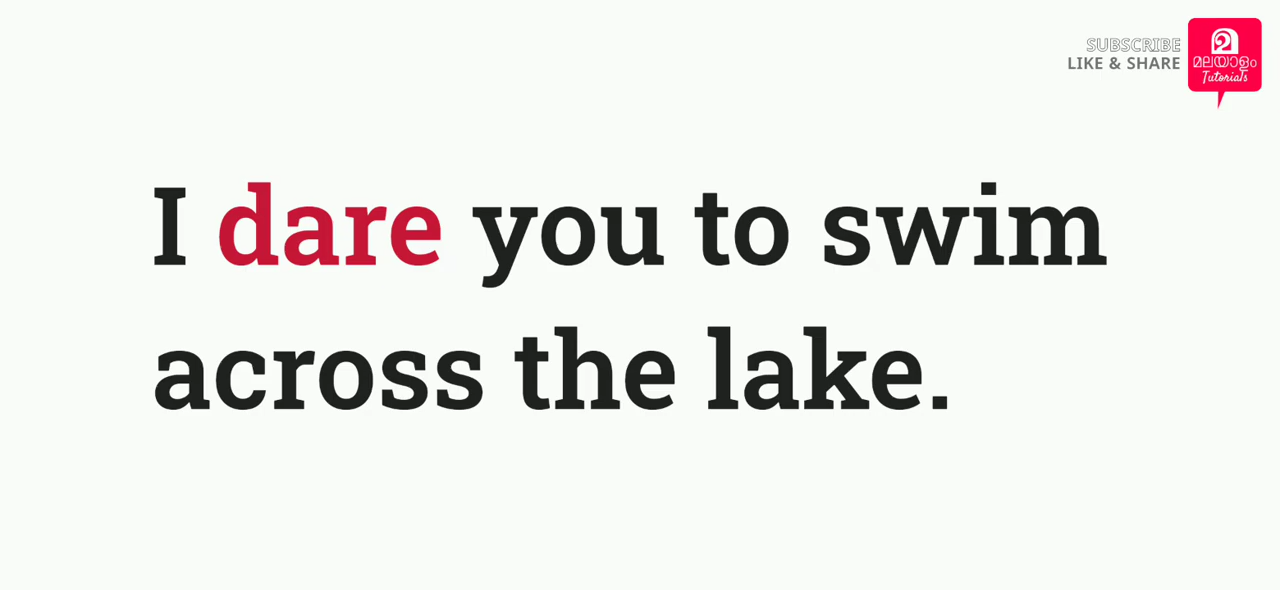 SUBSCRIBE
LIKE & SHARE
മലയാളം
Tutorials
I dare you to swim
across the lake.